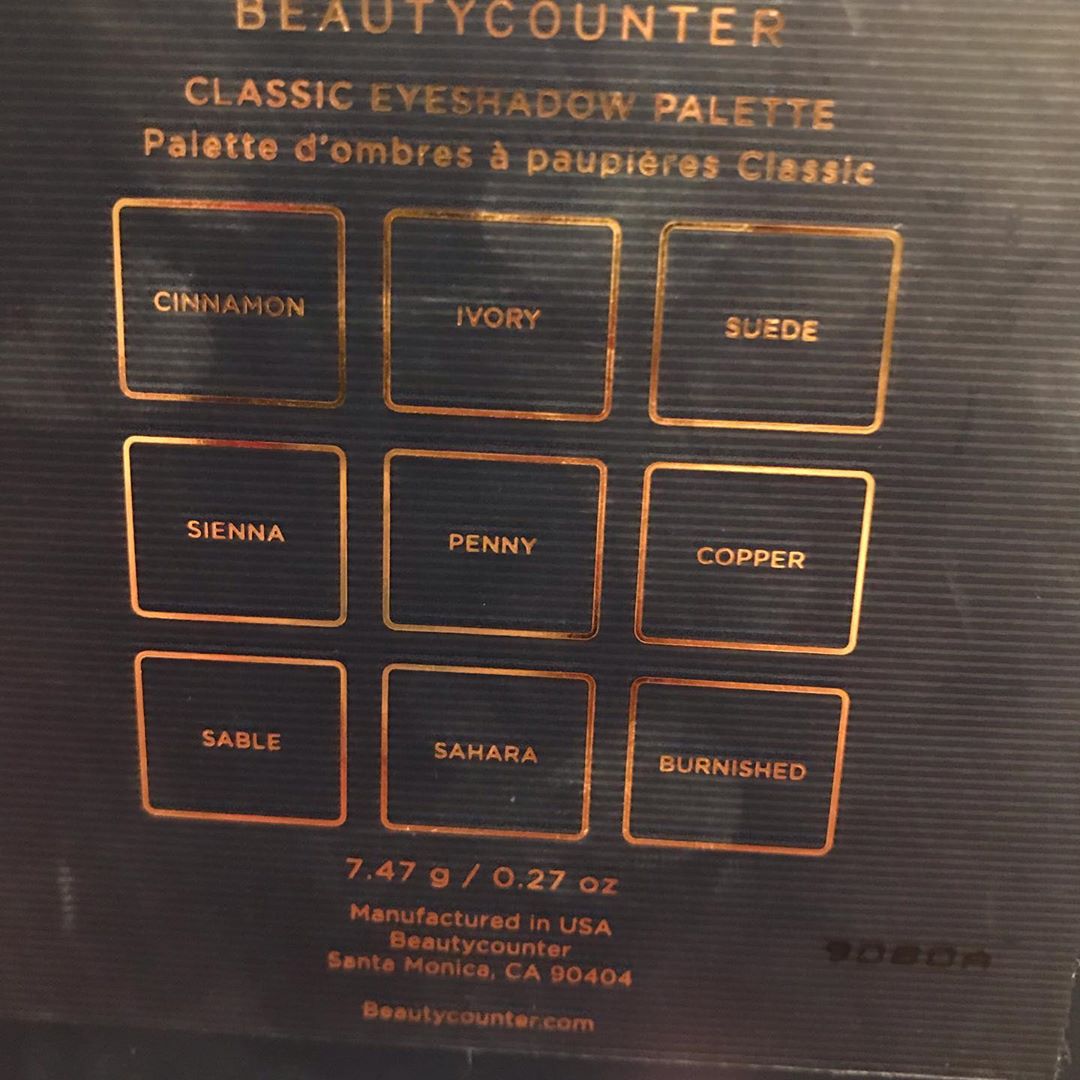 BEAUTYCOUNTER
CLASSIC EYESHADOW PALETTE
Palette d'ombres à paupières Classic
CINNAMON IVORY SUEDE
SIENNA PENNY COPPER
SABLE SAHARA BURNISHED
7.47 g / 0.27 oz
Manufactured in USA
Beautycounter
Santa Monica, CA 90404
Beautycounter.com